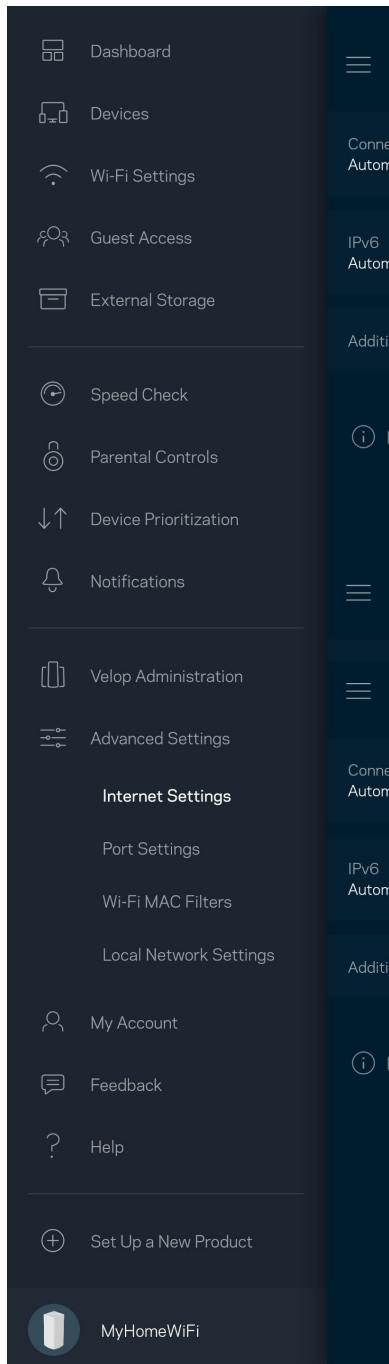 Dashboard
Devices
Wi-Fi Settings
Guest Access
External Storage
Speed Check
Parental Controls
Device Prioritization
Notifications
Velop Administration
Advanced Settings
Internet Settings
Port Settings
Wi-Fi MAC Filters
Local Network Settings
My Account
Feedback
Help
Set Up a New Product
MyHomeWiFi
IPv6
IPv6